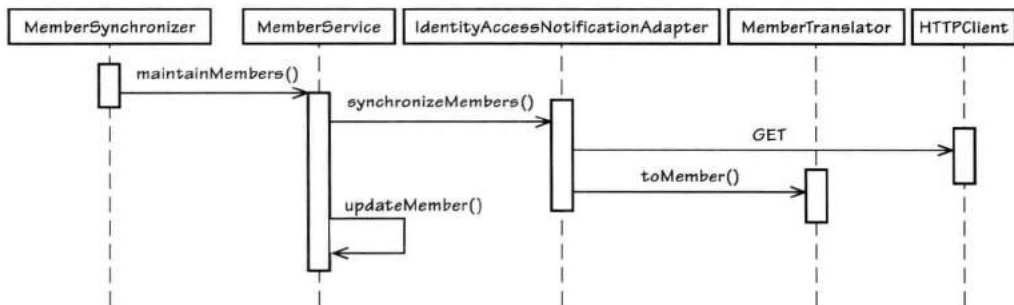 MemberSynchronizer
MemberService
IdentityAccessNotificationAdapter
MemberTranslator
HTTPClient
maintainMembers()
synchronizeMembers()
GET
toMember()
updateMember()